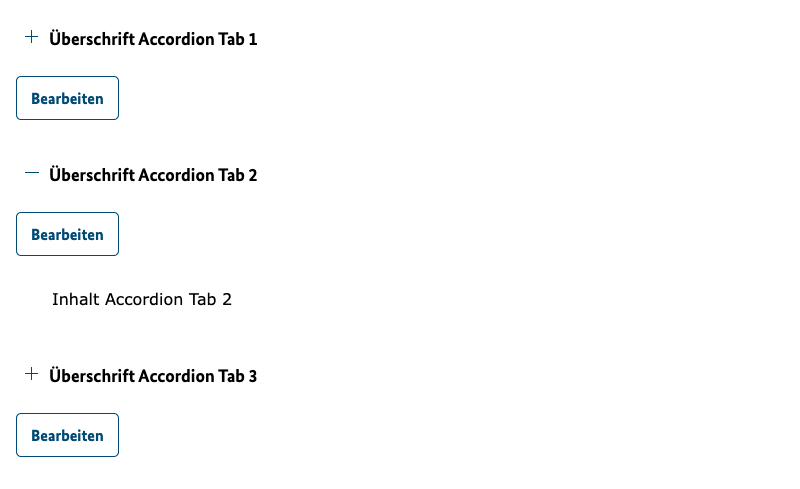 Überschrift Accordion Tab 1
Bearbeiten
Überschrift Accordion Tab 2
Bearbeiten
Inhalt Accordion Tab 2
Überschrift Accordion Tab 3
Bearbeiten